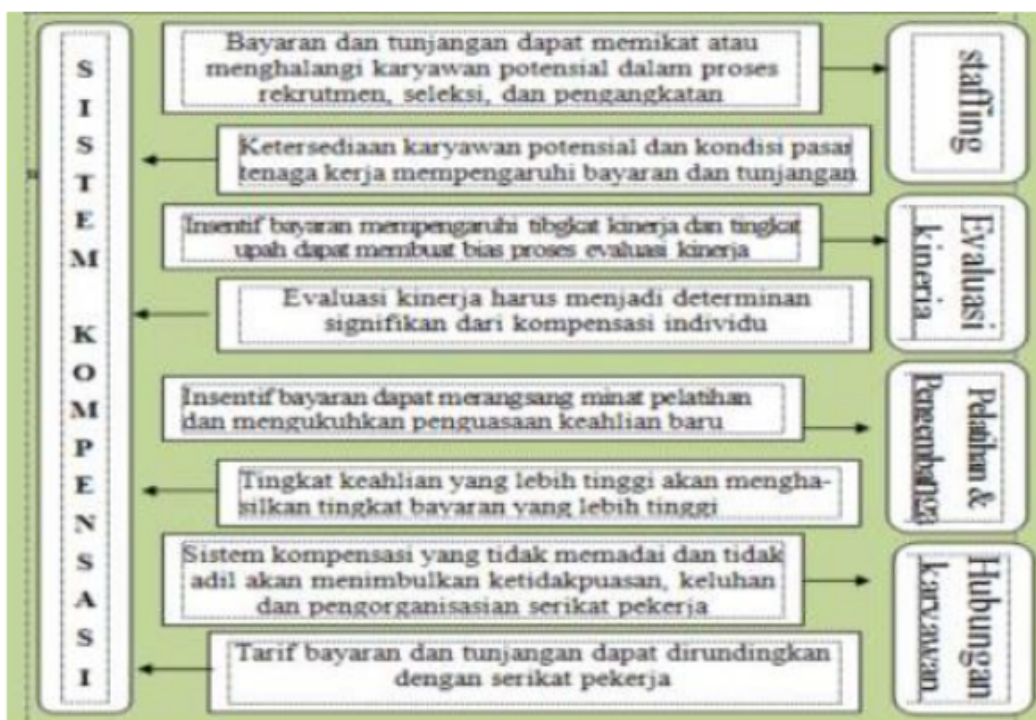 SISTEM KOMPENSASI
Bayaran dan tunjangan dapat memikat atau
menghalangi karyawan potensial dalam proses
rekrutmen, seleksi, dan pengangkatan
staffing
Ketersediaan karyawan potensial dan kondisi pasar
tenaga kerja mempengaruhi bayaran dan tunjangan
Insentif bayaran mempengaruhi tibgkat kinerja dan tingkat
upah dapat membuat bias proses evaluasi kinerja
Evaluasi
kinerja
Evaluasi kinerja harus menjadi determinan
signifikan dari kompensasi individu
Insentif bayaran dapat merangsang minat pelatihan
dan mengukuhkan penguasaan keahlian baru
Pelatihan &
Tingkat keahlian yang lebih tinggi akan mengha-
silkan tingkat bayaran yang lebih tinggi
Sistem kompensasi yang tidak memadai dan tidak
adil akan menimbulkan ketidakpuasan, keluhan
dan pengorganisasian serikat pekerja
Hubungan
karyawan
Tarif bayaran dan tunjangan dapat dirundingkan
dengan serikat pekerja